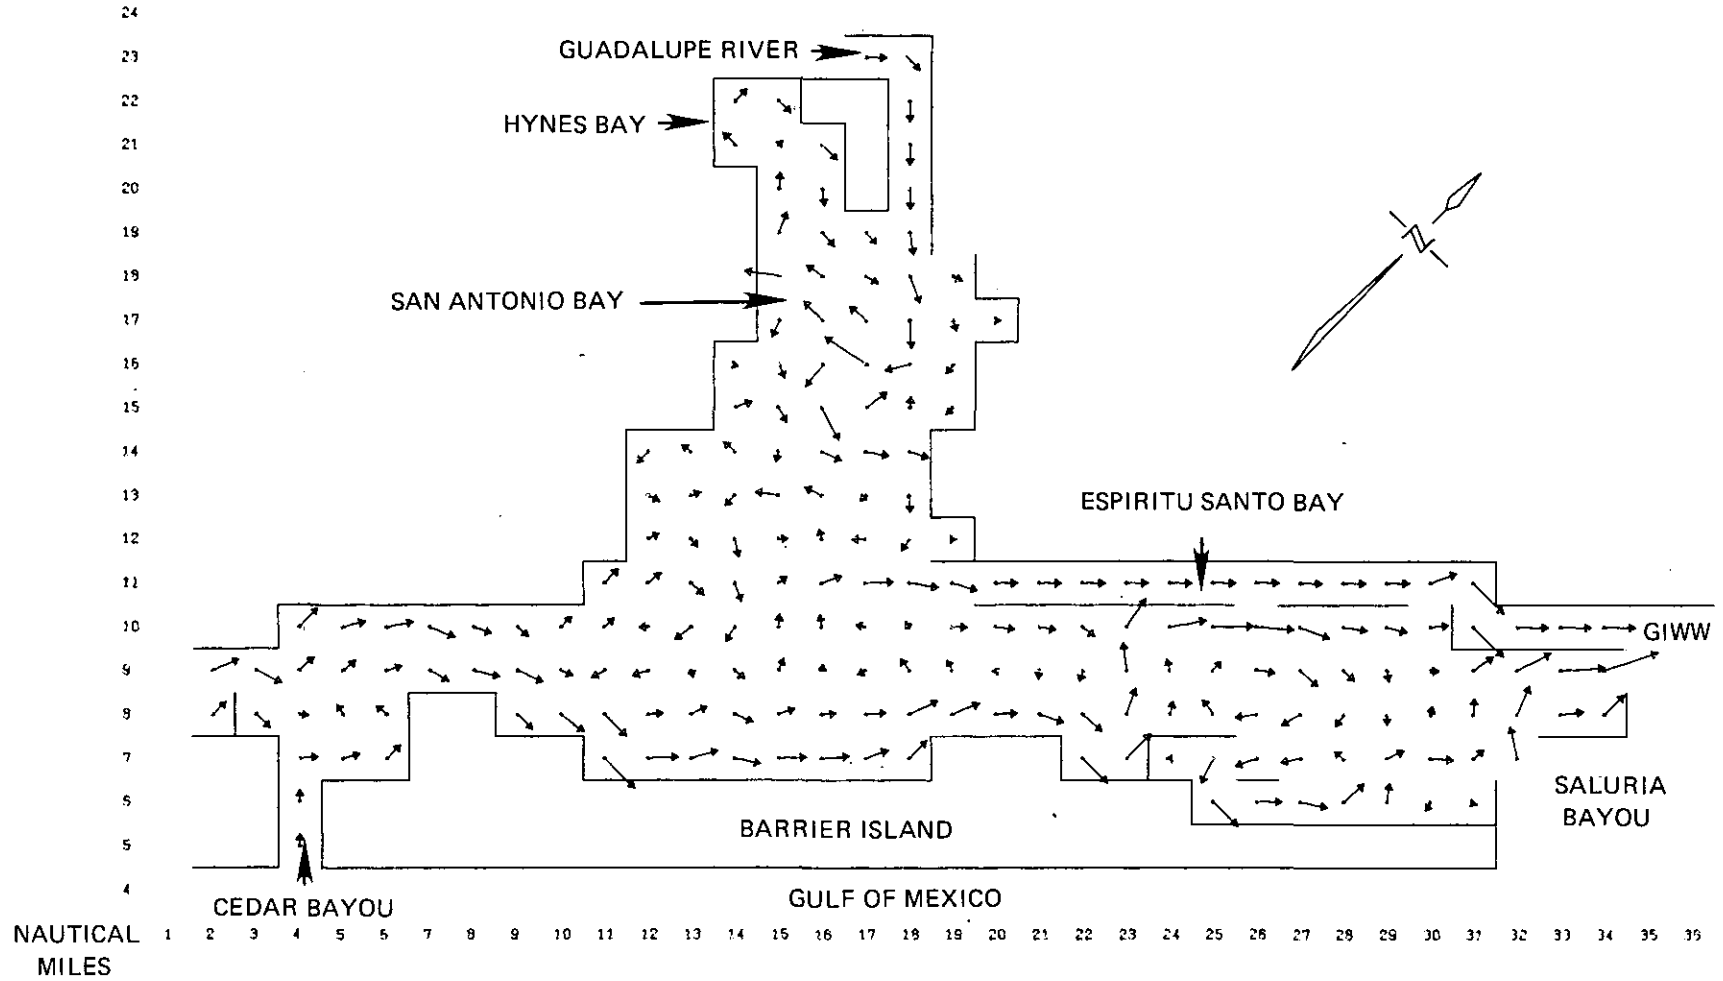 24
23
GUADALUPE RIVER
22
HYNES BAY
21
20
19
18
SAN ANTONIO BAY
17
16
15
14
13
ESPIRITU SANTO BAY
12
11
10
GIWW
9
8
7
SALURIA
BAYOU
6
BARRIER ISLAND
5
4
GULF OF MEXICO
CEDAR BAYOU
NAUTICAL
MILES
1 2 3 4 5 6 7 8 9 10 11 12 13 14 15 16 17 18 19 20 21 22 23 24 25 26 27 28 29 30 31 32 33 34 35 36
N